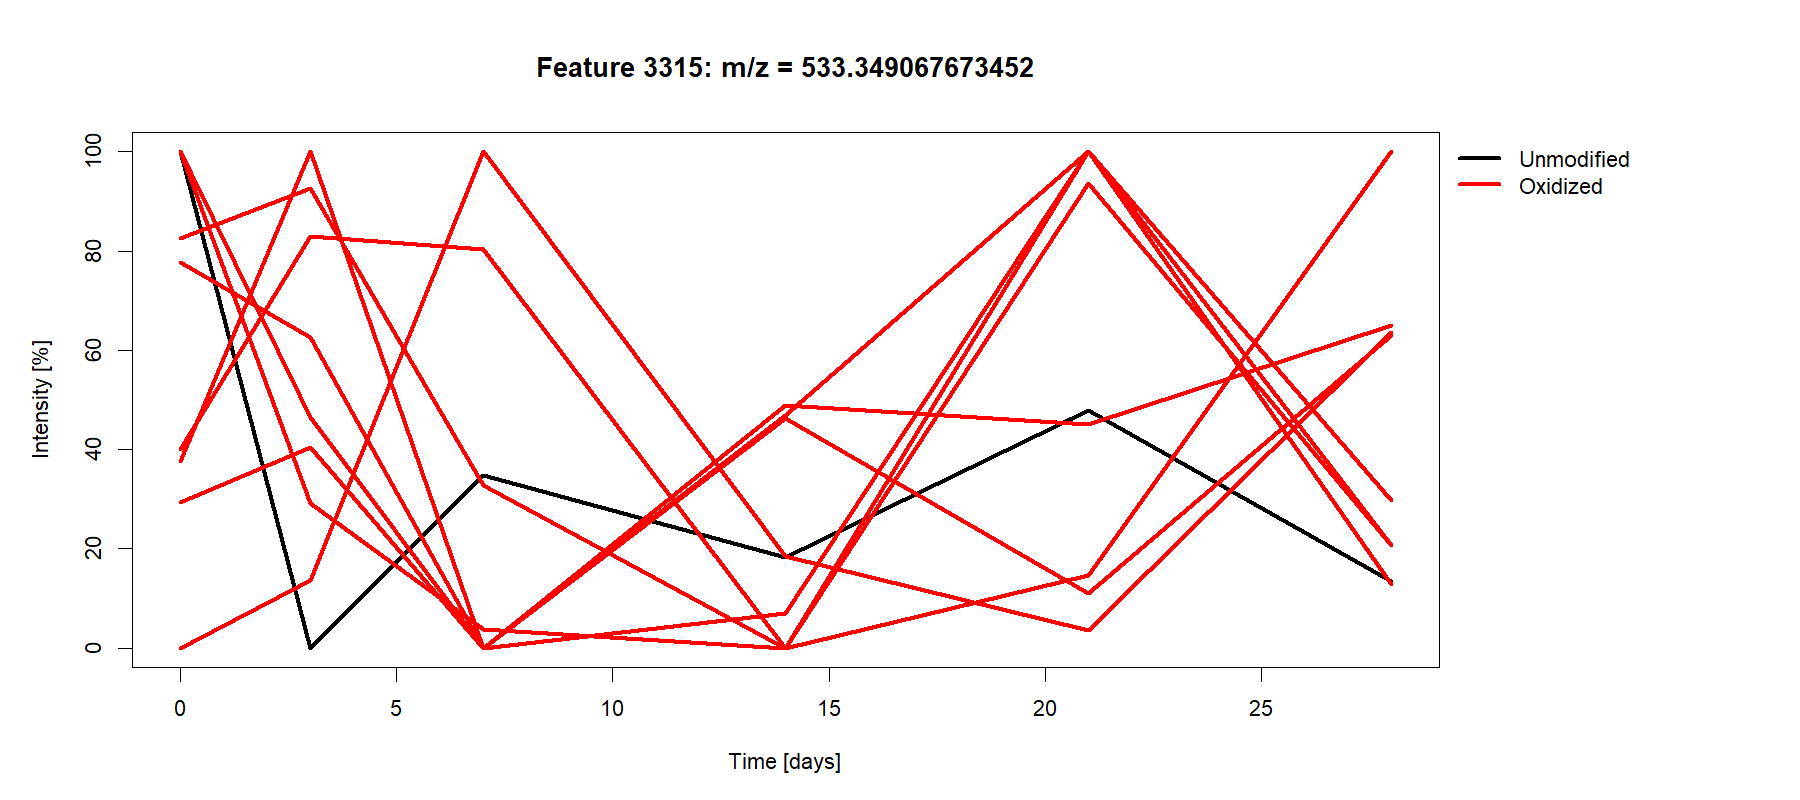 Feature 3315: m/z = 533.349067673452
Unmodified
Oxidized
Intensity [%]
100
80
60
40
20
0
0 5 10 15 20 25
Time [days]